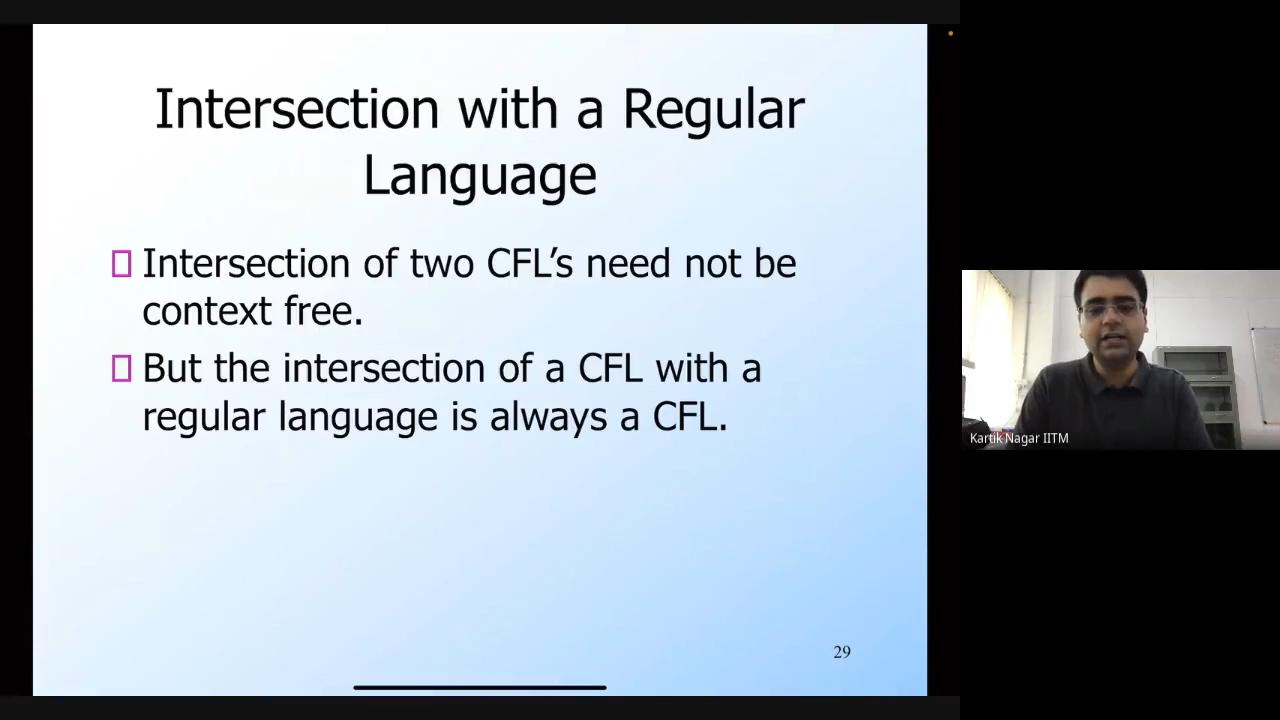 Intersection with a Regular
Language
Intersection of two CFL's need not be
context free.
But the intersection of a CFL with a
regular language is always a CFL.
29
Kartik Nagar IITM